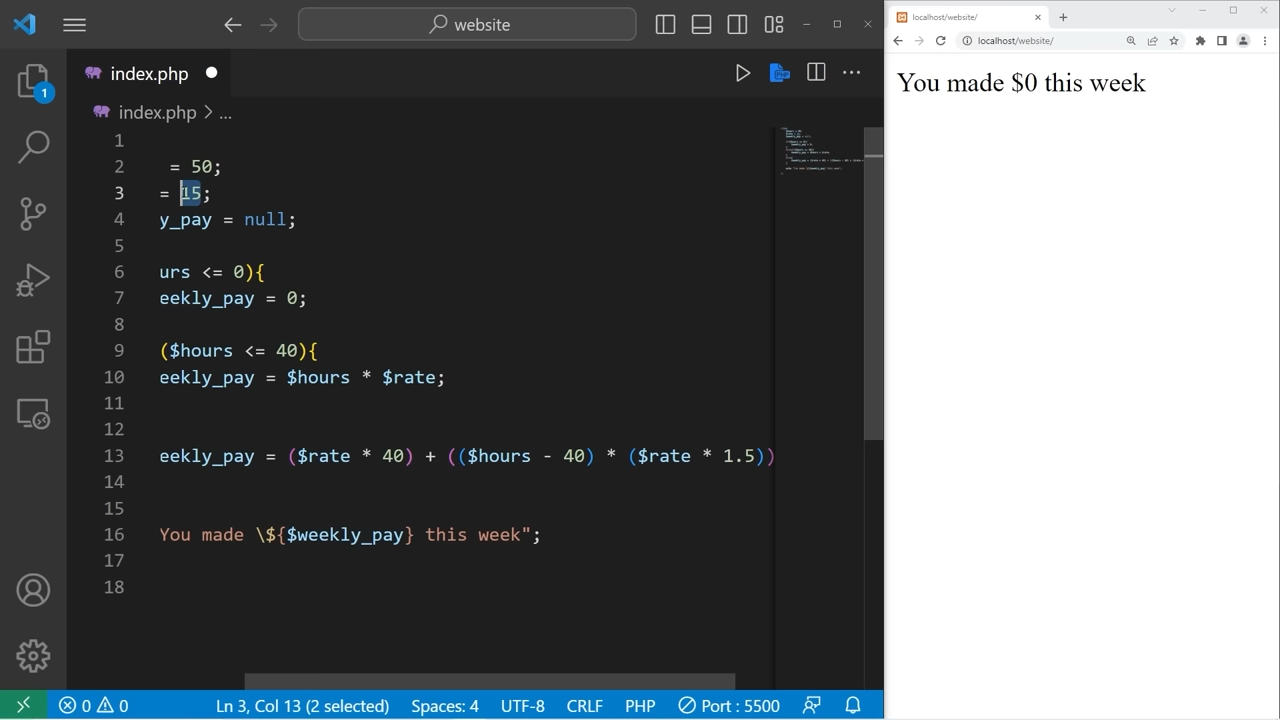 website
localhost/website/
index.php
localhost/website/
You made $0 this week
index.php > ...
1
1
2 = 50;
3 = 15;
4 y_pay = null;
5
6 urs <= 0){
7 eekly_pay = 0;
8
9 ($hours <= 40){
10 eekly_pay = $hours * $rate;
11
12
13 eekly_pay = ($rate * 40) + (($hours - 40) * ($rate * 1.5))
14
15
16 You made \${$weekly_pay} this week";
17
18
0 0 Ln 3, Col 13 (2 selected) Spaces: 4 UTF-8 CRLF PHP Port : 5500